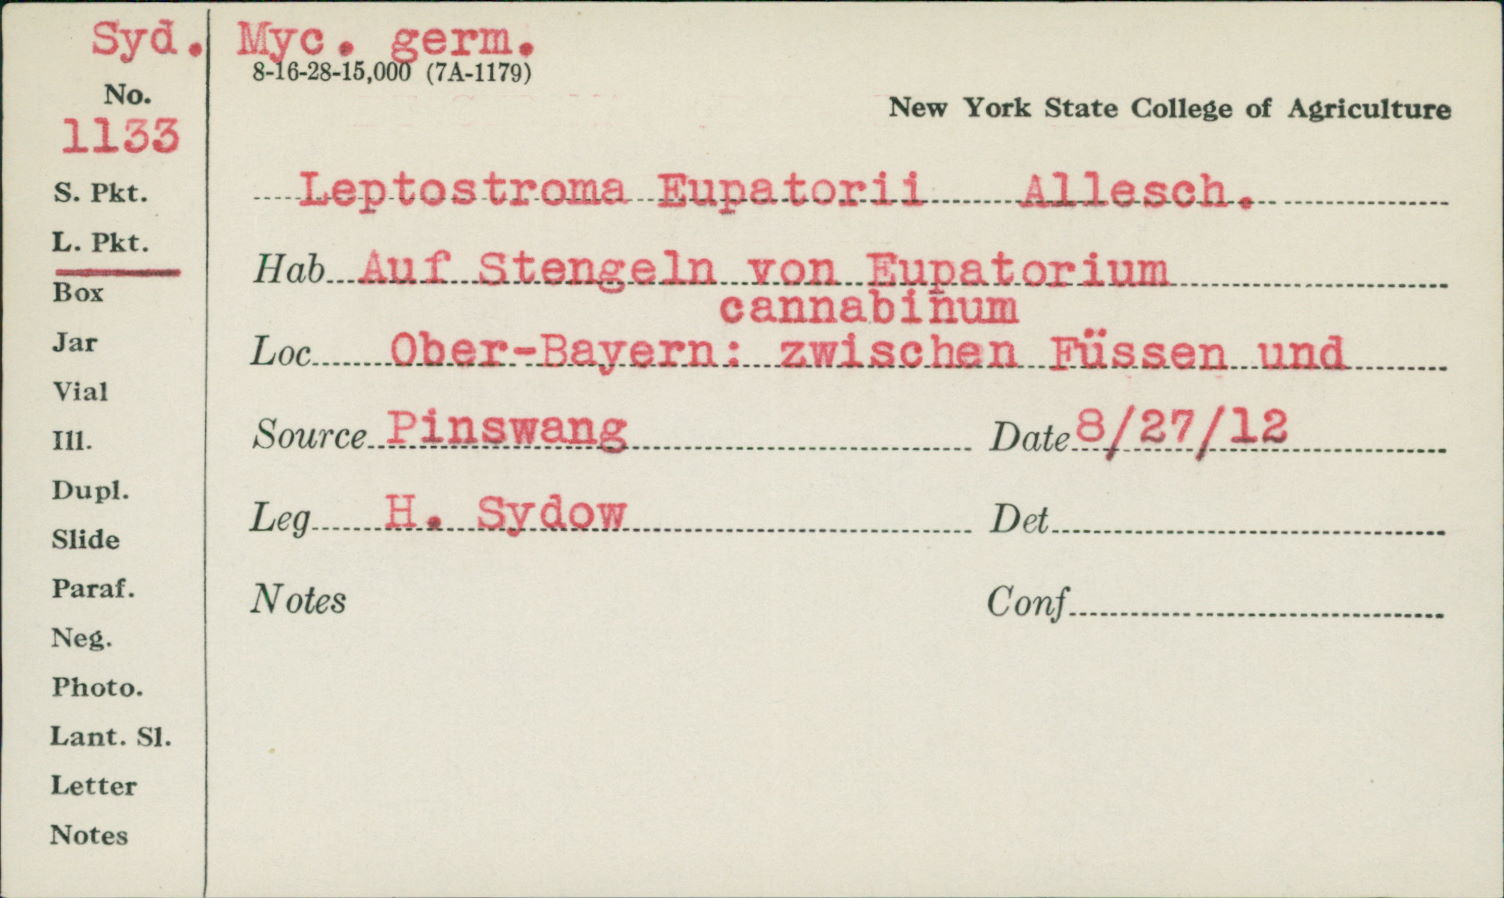 Syd. Myc. germ.
8-16-28-15,000 (7A-1179)
No.
1133
New York State College of Agriculture
S. Pkt.
Leptostroma Eupatorii Allesch.
L. Pkt.
Hab. Auf Stengeln von Eupatorium
cannabinum
Box
Jar
Loc. Ober-Bayern: zwischen Füssen und
Vial
Ill.
Source Pinswang Date 8/27/12
Dupl.
Leg. H. Sydow Det.
Slide
Paraf.
Notes Conf.
Neg.
Photo.
Lant. Sl.
Letter
Notes